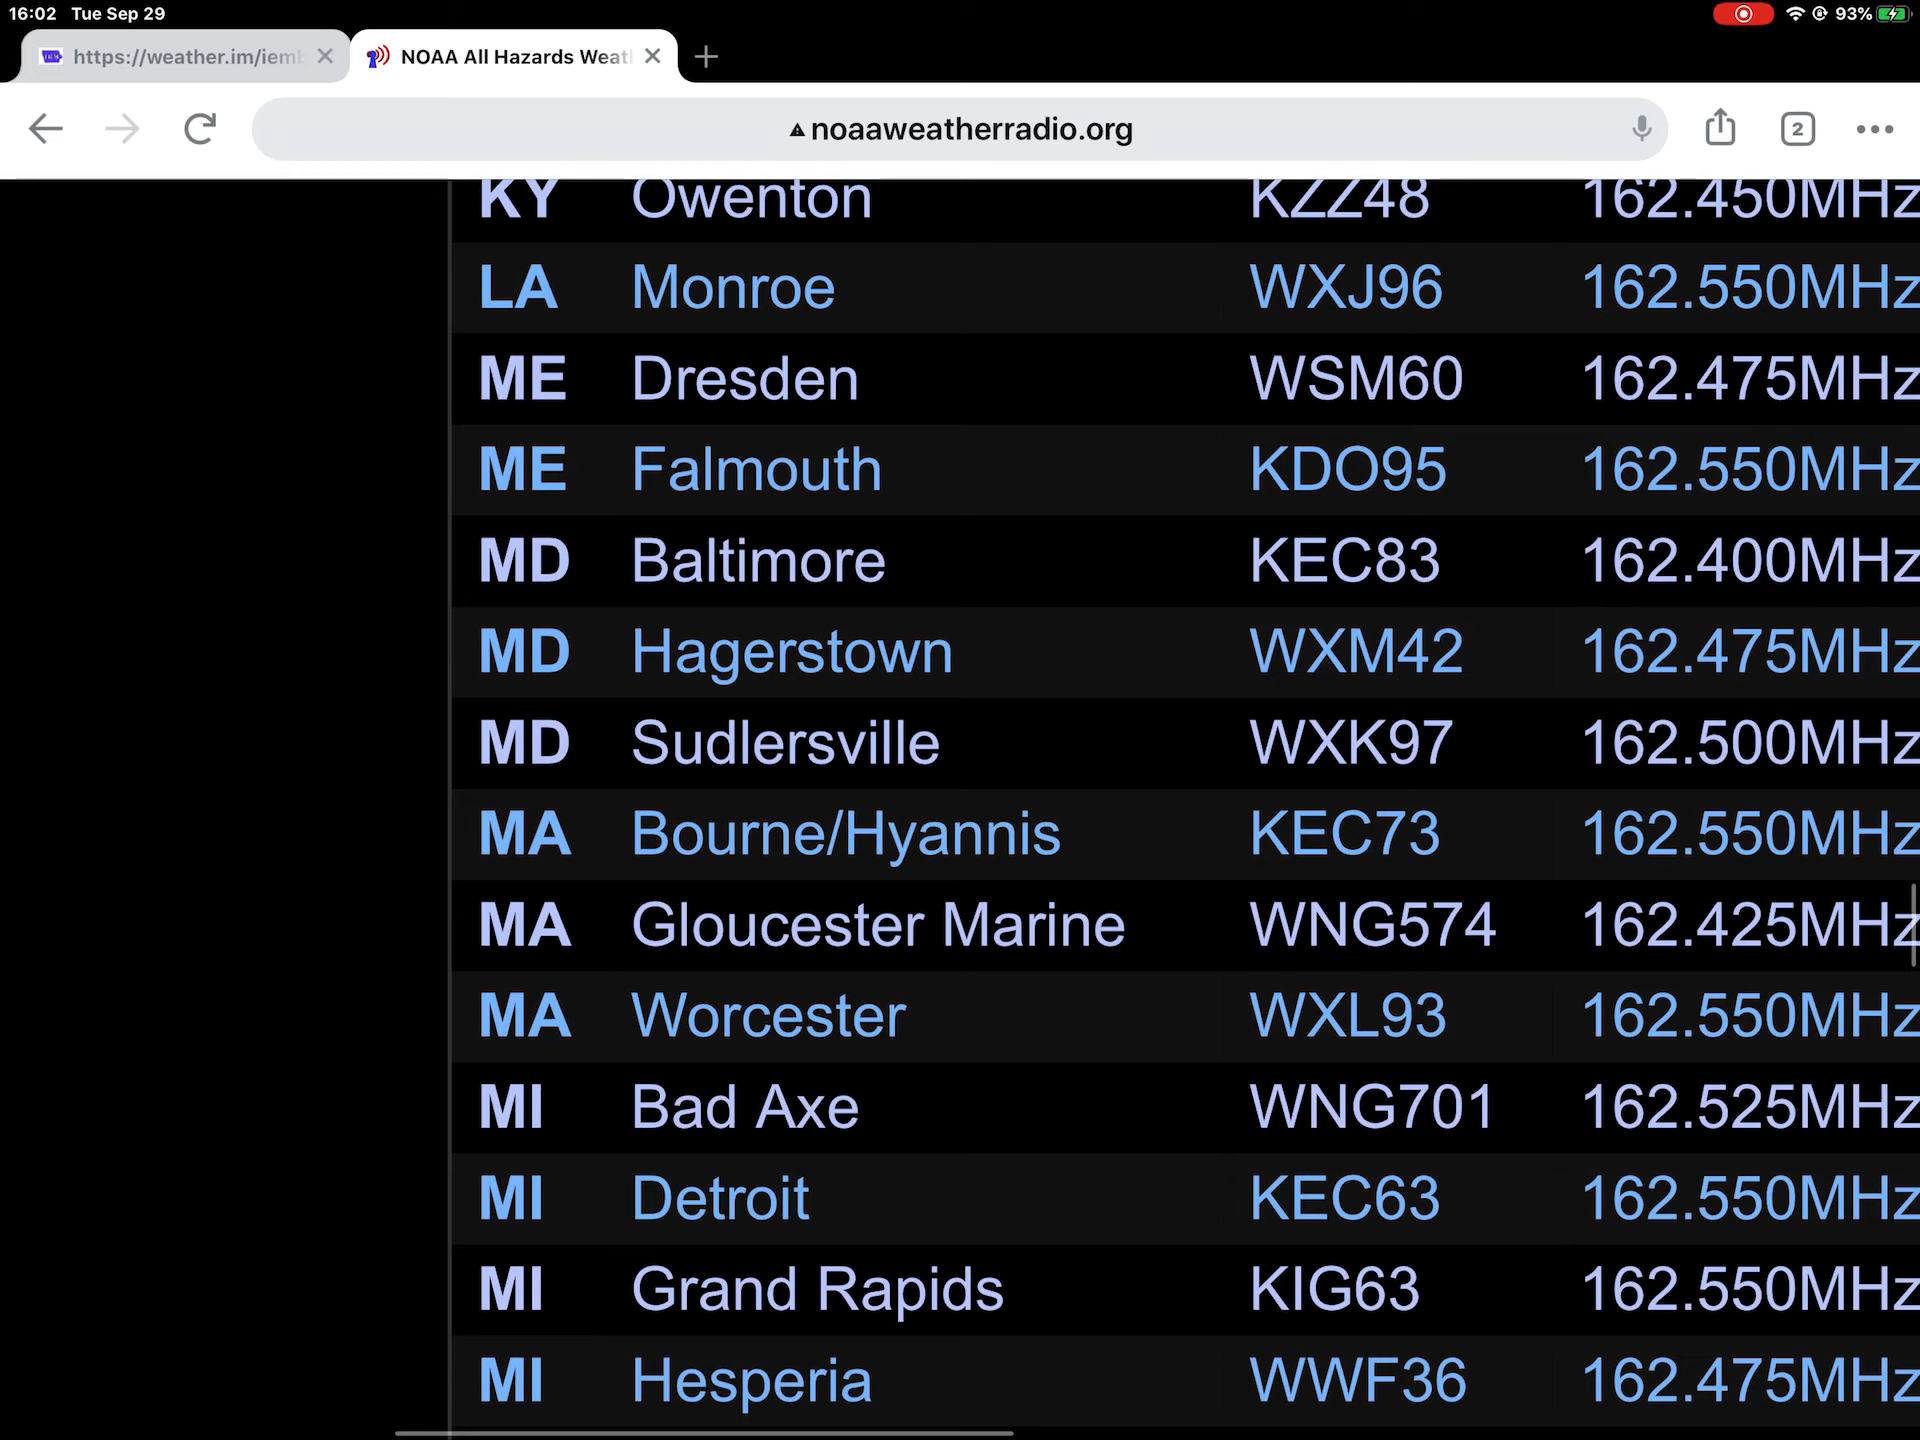 16:02 Tue Sep 29
93%
https://weather.im/iemb
NOAA All Hazards Weat
noaaweatherradio.org
2
KY Owenton KZZ48 162.450MHz
LA Monroe WXJ96 162.550MHz
ME Dresden WSM60 162.475MHz
ME Falmouth KDO95 162.550MHz
MD Baltimore KEC83 162.400MHz
MD Hagerstown WXM42 162.475MHz
MD Sudlersville WXK97 162.500MHz
MA Bourne/Hyannis KEC73 162.550MHz
MA Gloucester Marine WNG574 162.425MHz
MA Worcester WXL93 162.550MHz
MI Bad Axe WNG701 162.525MHz
MI Detroit KEC63 162.550MHz
MI Grand Rapids KIG63 162.550MHz
MI Hesperia WWF36 162.475MHz